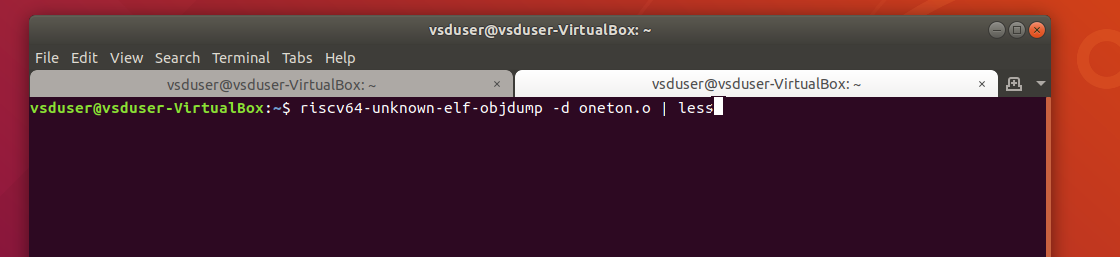 vsduser@vsduser-VirtualBox: ~
File Edit View Search Terminal Tabs Help
vsduser@vsduser-VirtualBox: ~ × vsduser@vsduser-VirtualBox: ~ ×
vsduser@vsduser-VirtualBox:~$ riscv64-unknown-elf-objdump -d oneton.o | less